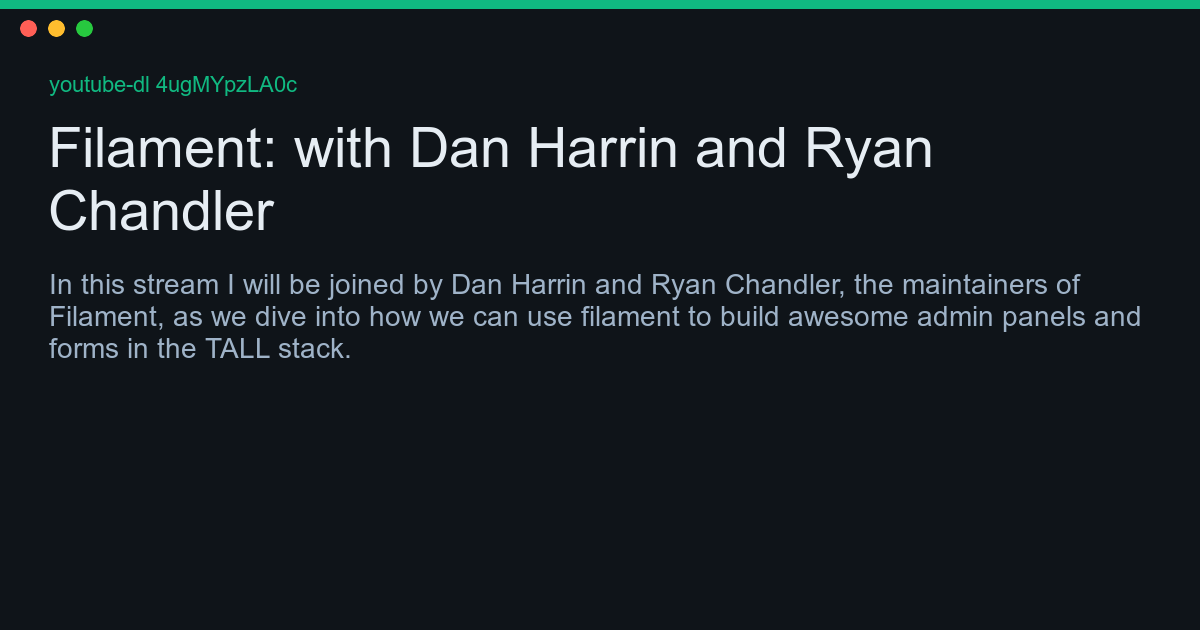 youtube-dl 4ugMYpzLA0c
Filament: with Dan Harrin and Ryan
Chandler
In this stream I will be joined by Dan Harrin and Ryan Chandler, the maintainers of
Filament, as we dive into how we can use filament to build awesome admin panels and
forms in the TALL stack.